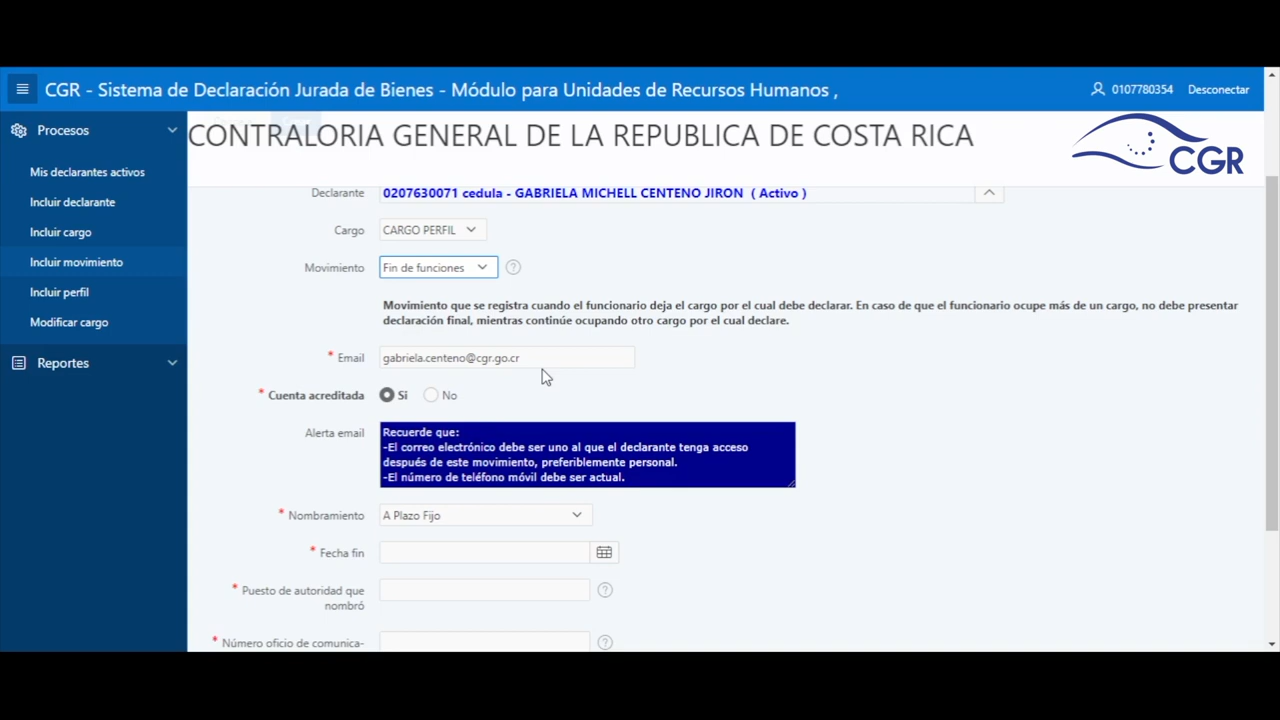 CGR - Sistema de Declaración Jurada de Bienes - Módulo para Unidades de Recursos Humanos ,
0107780354 Desconectar
Procesos
Mis declarantes activos
Incluir declarante
Incluir cargo
Incluir movimiento
Incluir perfil
Modificar cargo
Reportes
CONTRALORIA GENERAL DE LA REPUBLICA DE COSTA RICA
CGR
Declarante 0207630071 cedula - GABRIELA MICHELL CENTENO JIRON ( Activo )
Cargo CARGO PERFIL
Movimiento Fin de funciones ?
Movimiento que se registra cuando el funcionario deja el cargo por el cual debe declarar. En caso de que el funcionario ocupe más de un cargo, no debe presentar
declaración final, mientras continúe ocupando otro cargo por el cual declare.
* Email gabriela.centeno@cgr.go.cr
* Cuenta acreditada Si No
Alerta email
Recuerde que:
-El correo electrónico debe ser uno al que el declarante tenga acceso
después de este movimiento, preferiblemente personal.
-El número de teléfono móvil debe ser actual.
* Nombramiento A Plazo Fijo
* Fecha fin
* Puesto de autoridad que
nombró ?
* Número oficio de comunica- ?